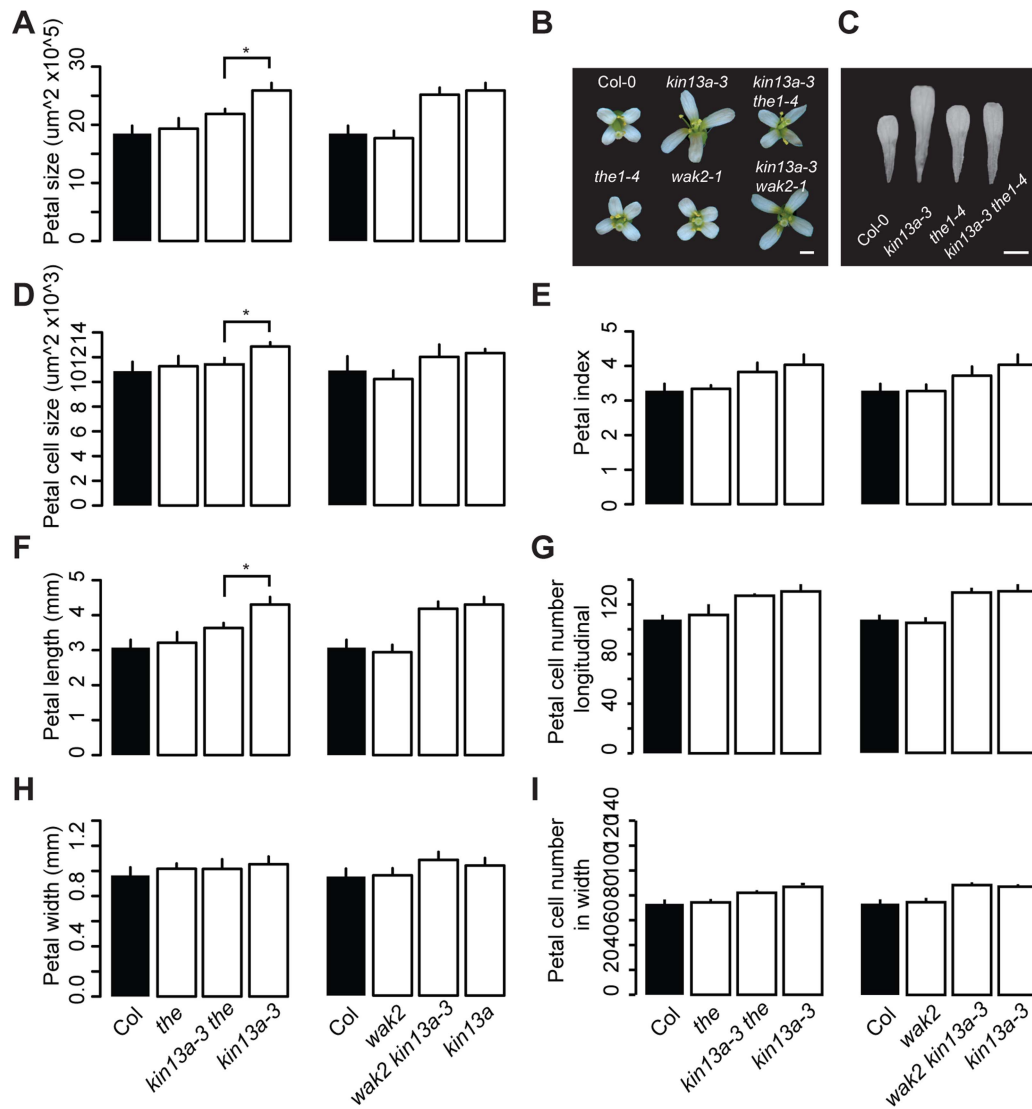 A
Petal size (um^2 x10^5)
0
10
20
30
*
B
Col-0
kin13a-3
kin13a-3
the1-4
the1-4
wak2-1
kin13a-3
wak2-1
C
Col-0
kin13a-3
the1-4
kin13a-3 the1-4
D
Petal cell size (um^2 x10^3)
0
2
4
6
8
10
12
14
*
E
Petal index
0
1
2
3
4
5
F
Petal length (mm)
0
1
2
3
4
5
*
G
Petal cell number
longitudinal
0
40
80
120
H
Petal width (mm)
0.0
0.4
0.8
1.2
Col
the
kin13a-3 the
kin13a-3
Col
wak2
wak2 kin13a-3
kin13a
I
Petal cell number
in width
0
20
40
60
80
100
120
140
Col
the
kin13a-3 the
kin13a-3
Col
wak2
wak2 kin13a-3
kin13a-3